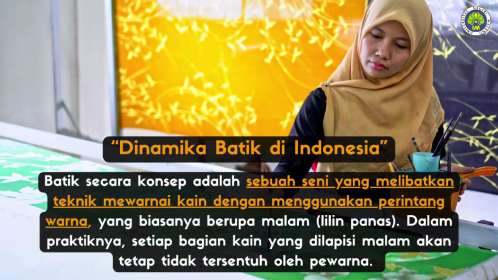 “Dinamika Batik di Indonesia”
Batik secara konsep adalah sebuah seni yang melibatkan
teknik mewarnai kain dengan menggunakan perintang
warna, yang biasanya berupa malam (lilin panas). Dalam
praktiknya, setiap bagian kain yang dilapisi malam akan
tetap tidak tersentuh oleh pewarna.